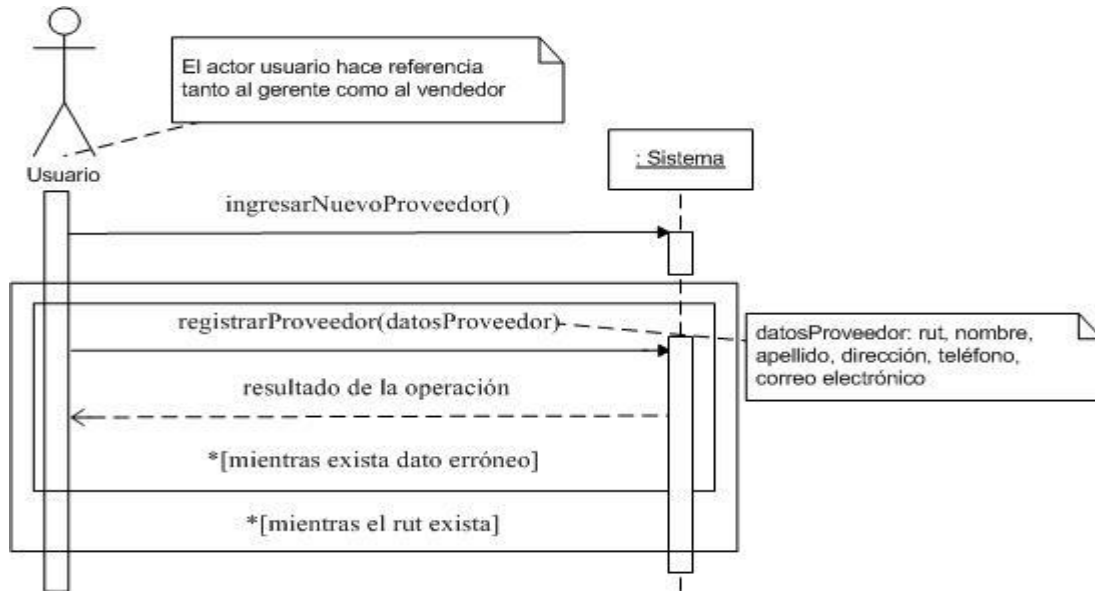 El actor usuario hace referencia
tanto al gerente como al vendedor
: Sistema
Usuario
ingresarNuevoProveedor()
registrarProveedor(datosProveedor)
datosProveedor: rut, nombre,
apellido, dirección, teléfono,
correo electrónico
resultado de la operación
*[mientras exista dato erróneo]
*[mientras el rut exista]